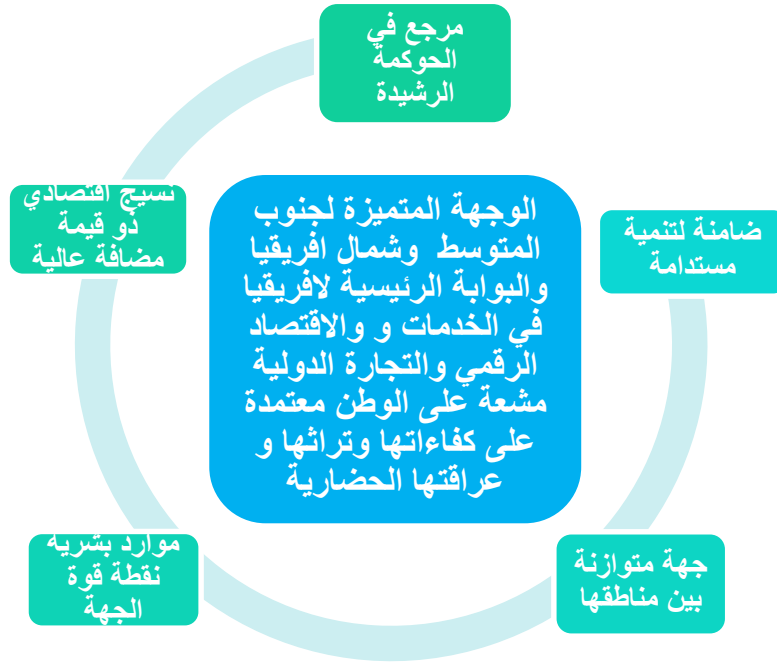 مرجع في
الحوكمة
الرشيدة
ضامنة لتنمية
مستدامة
جهة متوازنة
بين مناطقها
موارد بشرية
نقطة قوة
الجهة
نسيج اقتصادي
ذو قيمة
مضافة عالية
الوجهة المتميزة لجنوب
المتوسط وشمال افريقيا
والبوابة الرئيسية لافريقيا
في الخدمات و والاقتصاد
الرقمي والتجارة الدولية
مشعة على الوطن معتمدة
على كفاءاتها وتراثها و
عراقتها الحضارية